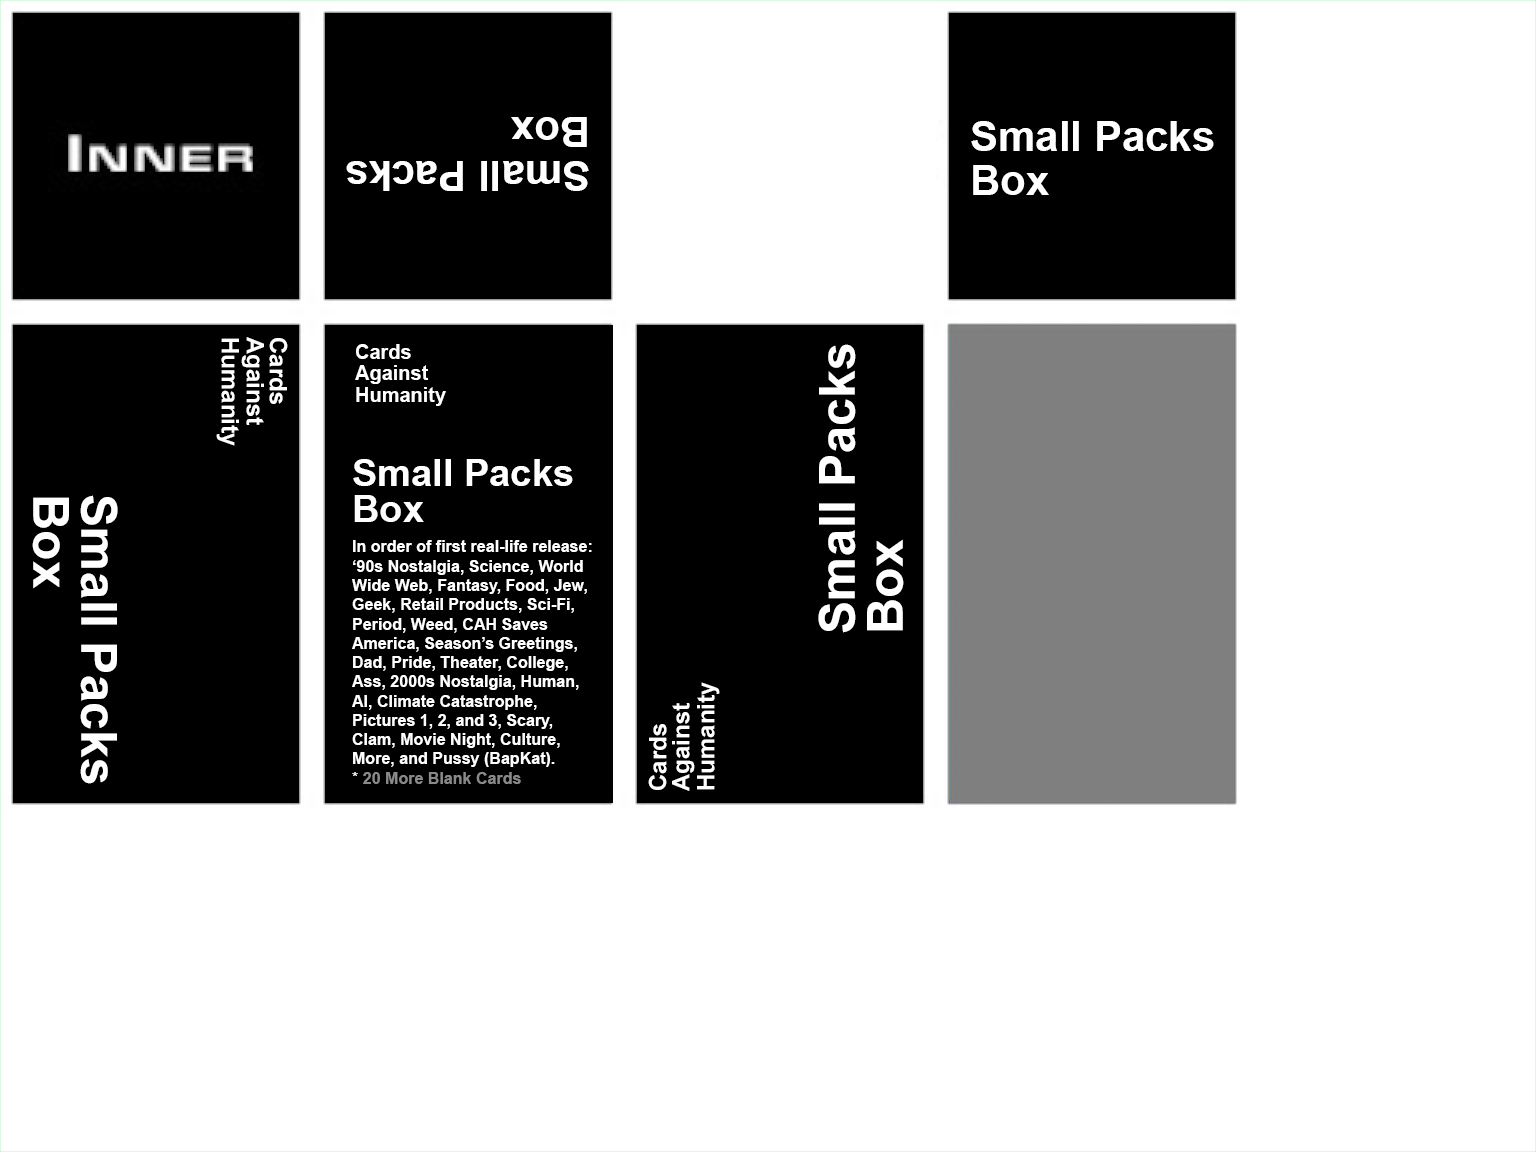 INNER
Small Packs
Box
Small Packs
Box
Cards
Against
Humanity
Small Packs
Box
Cards
Against
Humanity
Small Packs
Box
In order of first real-life release:
‘90s Nostalgia, Science, World
Wide Web, Fantasy, Food, Jew,
Geek, Retail Products, Sci-Fi,
Period, Weed, CAH Saves
America, Season’s Greetings,
Dad, Pride, Theater, College,
Ass, 2000s Nostalgia, Human,
AI, Climate Catastrophe,
Pictures 1, 2, and 3, Scary,
Clam, Movie Night, Culture,
More, and Pussy (BapKat).
* 20 More Blank Cards
Small Packs
Box
Cards
Against
Humanity